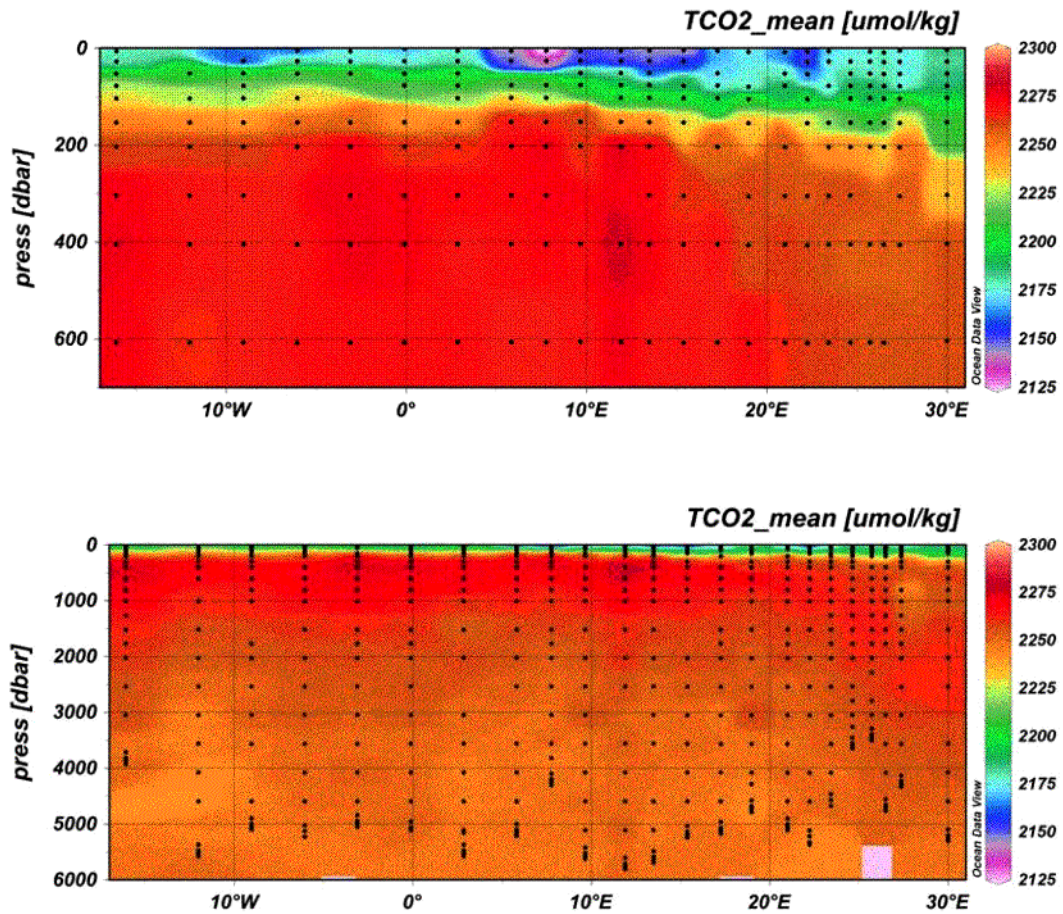 TCO2_mean [umol/kg]
0
200
400
600
press [dbar]
10°W
0°
10°E
20°E
30°E
Ocean Data View
2300
2275
2250
2225
2200
2175
2150
2125
TCO2_mean [umol/kg]
0
1000
2000
3000
4000
5000
6000
press [dbar]
10°W
0°
10°E
20°E
30°E
Ocean Data View
2300
2275
2250
2225
2200
2175
2150
2125